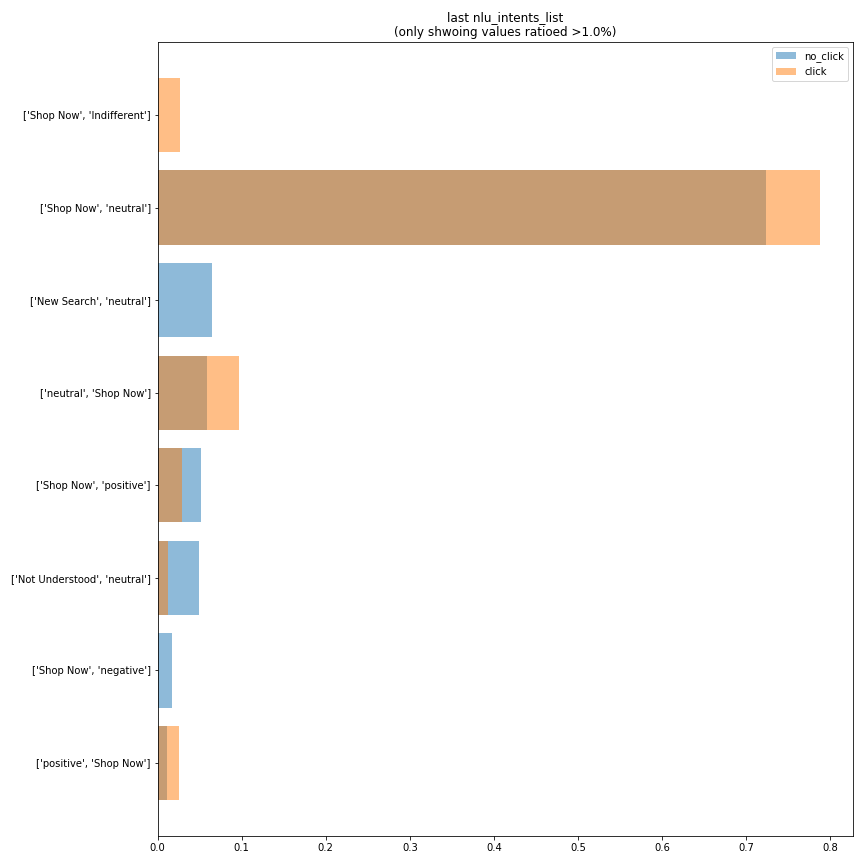 last nlu_intents_list
(only shwoing values ratioed >1.0%)
no_click
click
['Shop Now', 'Indifferent']
['Shop Now', 'neutral']
['New Search', 'neutral']
['neutral', 'Shop Now']
['Shop Now', 'positive']
['Not Understood', 'neutral']
['Shop Now', 'negative']
['positive', 'Shop Now']
0.0 0.1 0.2 0.3 0.4 0.5 0.6 0.7 0.8